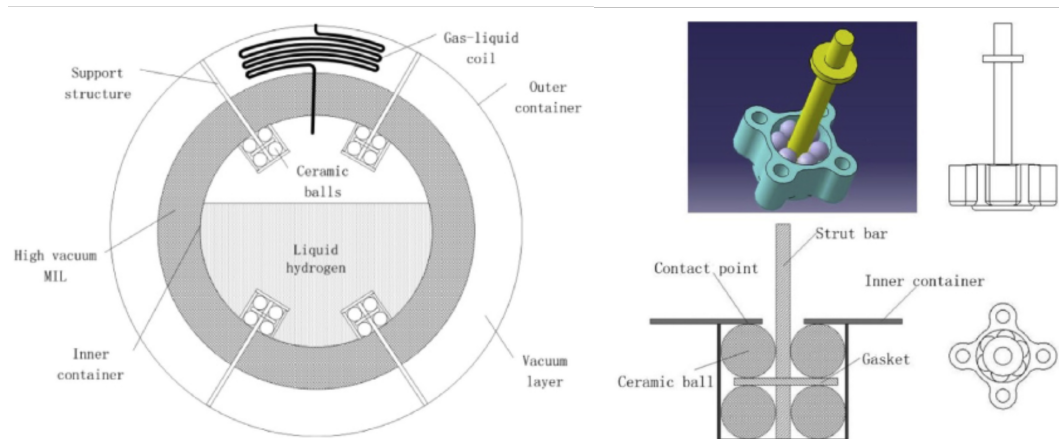 Gas-liquid
coil
Support
structure
Outer
container
Ceramic
balls
High vacuum
MIL
Liquid
hydrogen
Inner
container
Vacuum
layer
Strut bar
Contact point
Inner container
Gasket
Ceramic ball